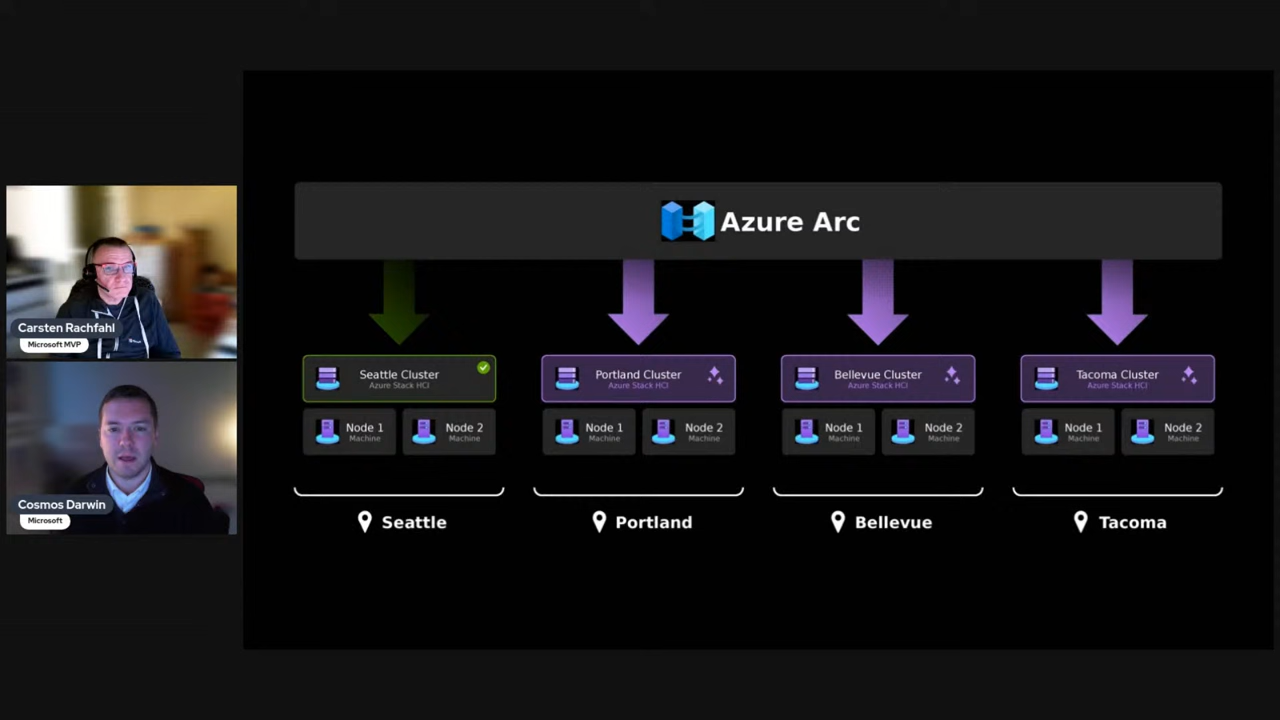 Azure Arc
Seattle Cluster
Azure Stack HCI
Portland Cluster
Azure Stack HCI
Bellevue Cluster
Azure Stack HCI
Tacoma Cluster
Azure Stack HCI
Node 1
Machine
Node 2
Machine
Node 1
Machine
Node 2
Machine
Node 1
Machine
Node 2
Machine
Node 1
Machine
Node 2
Machine
Seattle
Portland
Bellevue
Tacoma
Carsten Rachfahl
Microsoft MVP
Cosmos Darwin
Microsoft